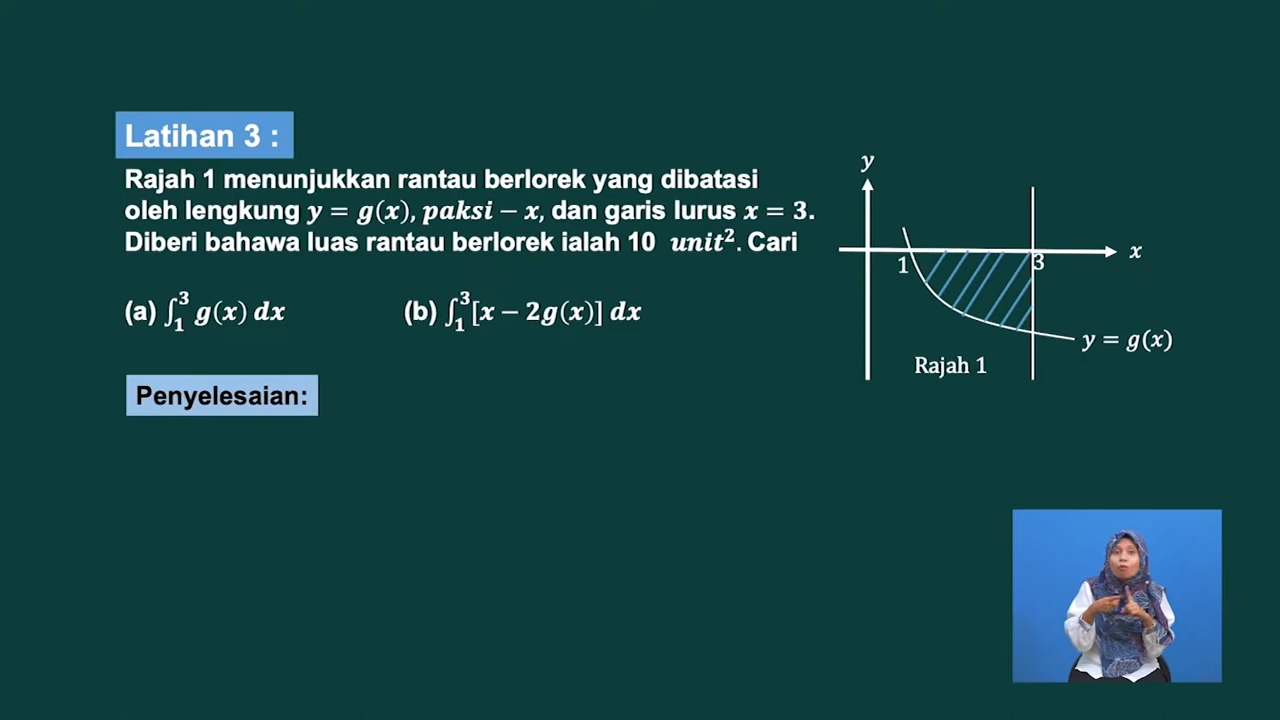 Latihan 3 :
Rajah 1 menunjukkan rantau berlorek yang dibatasi
oleh lengkung y = g(x), paksi − x, dan garis lurus x = 3.
Diberi bahawa luas rantau berlorek ialah 10 unit². Cari
(a) ∫₁³ g(x) dx (b) ∫₁³[x − 2g(x)] dx
Penyelesaian:
y
x
1
3
y = g(x)
Rajah 1